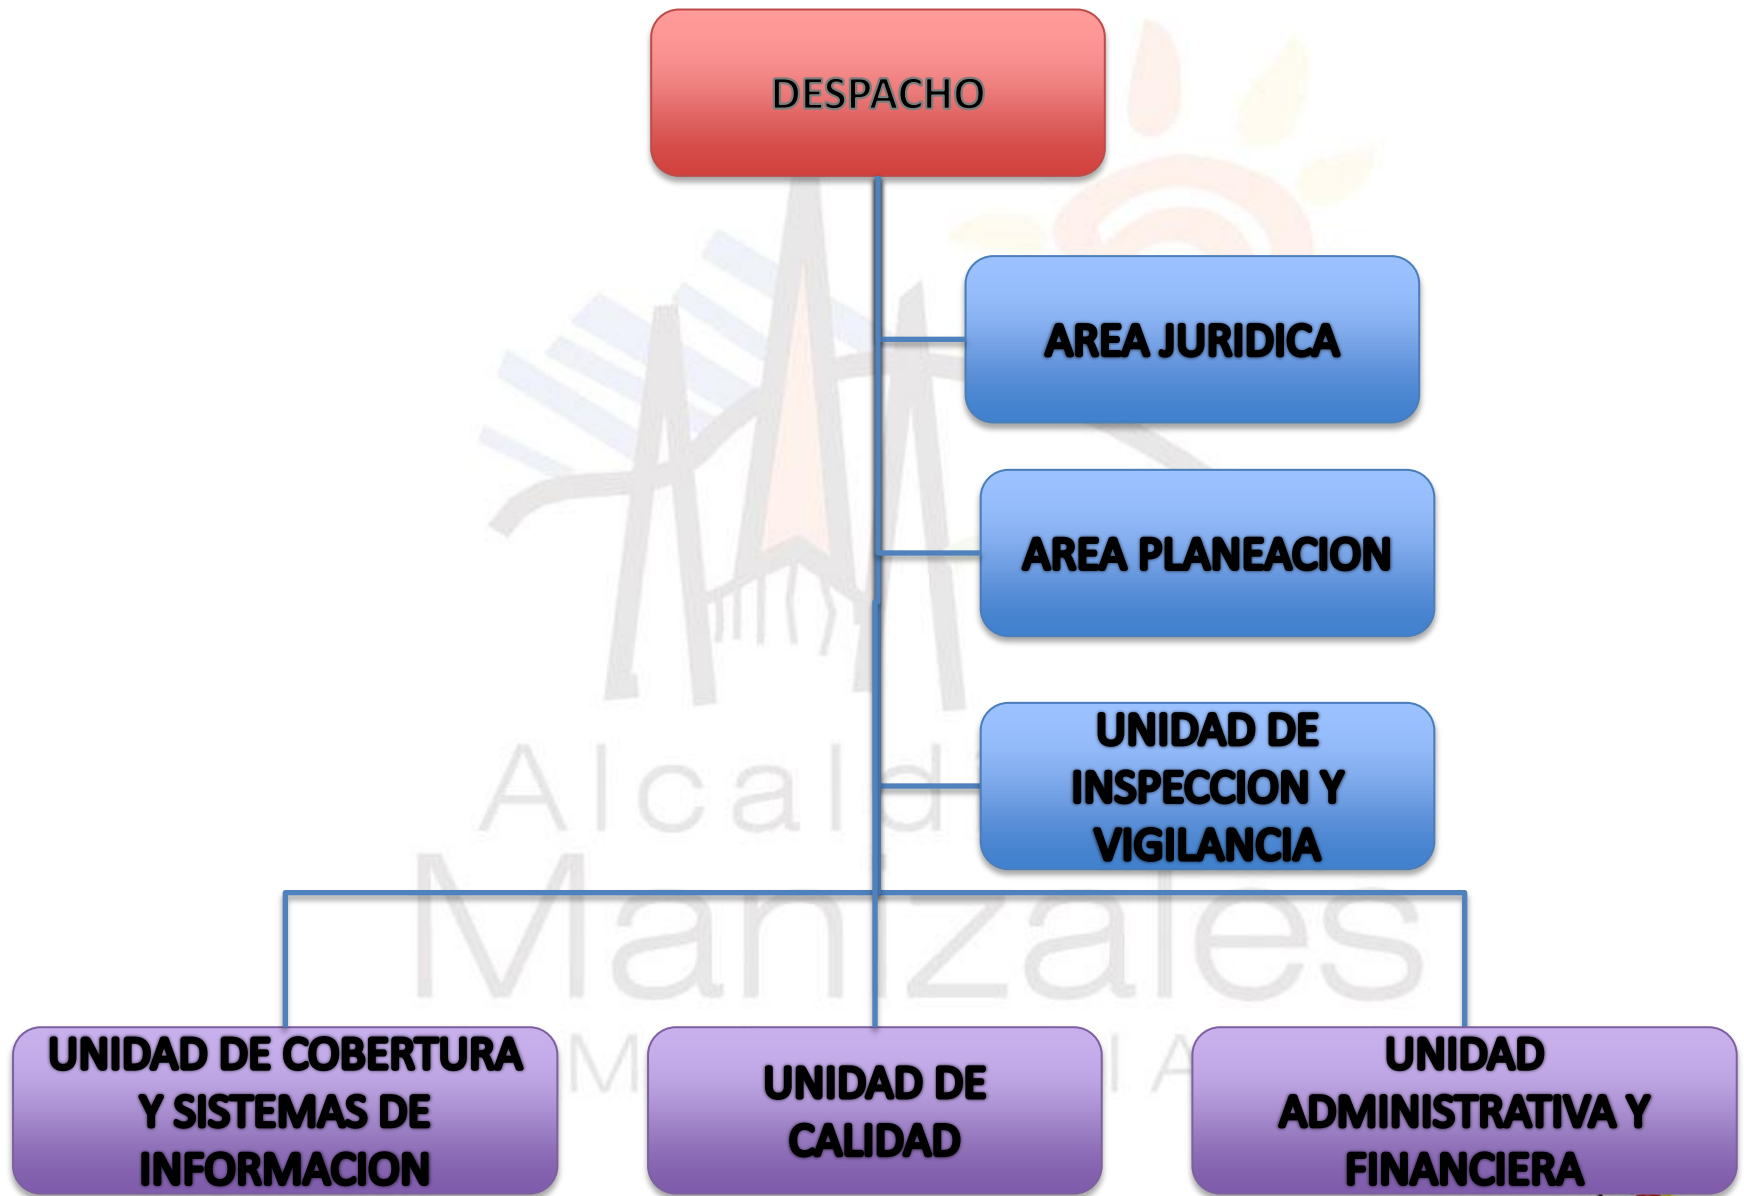 DESPACHO
AREA JURIDICA
AREA PLANEACION
UNIDAD DE
INSPECCION Y
VIGILANCIA
Alcald
Manizales
UNIDAD DE COBERTURA
Y SISTEMAS DE
INFORMACION
UNIDAD DE
CALIDAD
UNIDAD
ADMINISTRATIVA Y
FINANCIERA